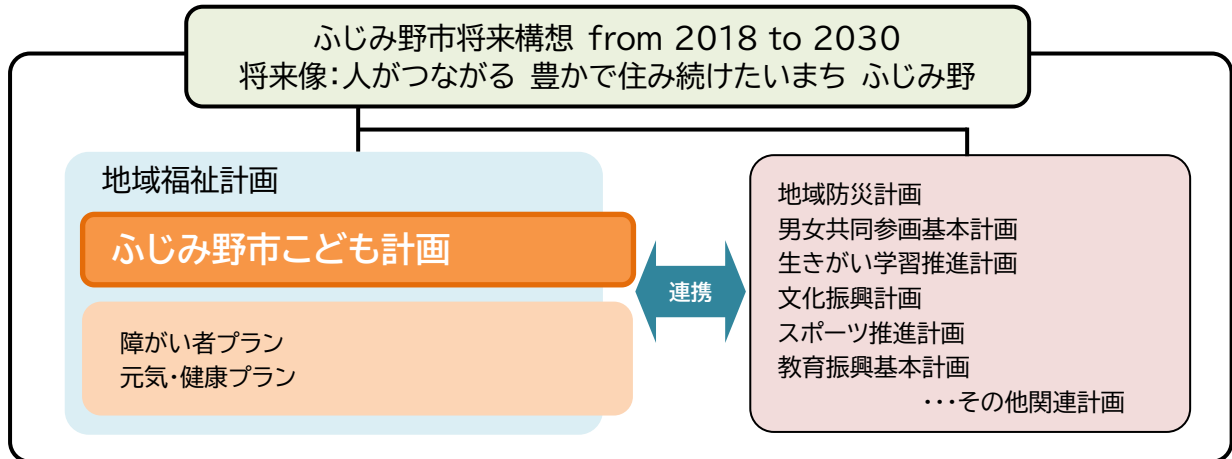 ふじみ野市将来構想 from 2018 to 2030
将来像：人がつながる 豊かで住み続けたいまち ふじみ野
地域福祉計画
ふじみ野市こども計画
障がい者プラン
元気・健康プラン
連携
地域防災計画
男女共同参画基本計画
生きがい学習推進計画
文化振興計画
スポーツ推進計画
教育振興基本計画
・・・その他関連計画